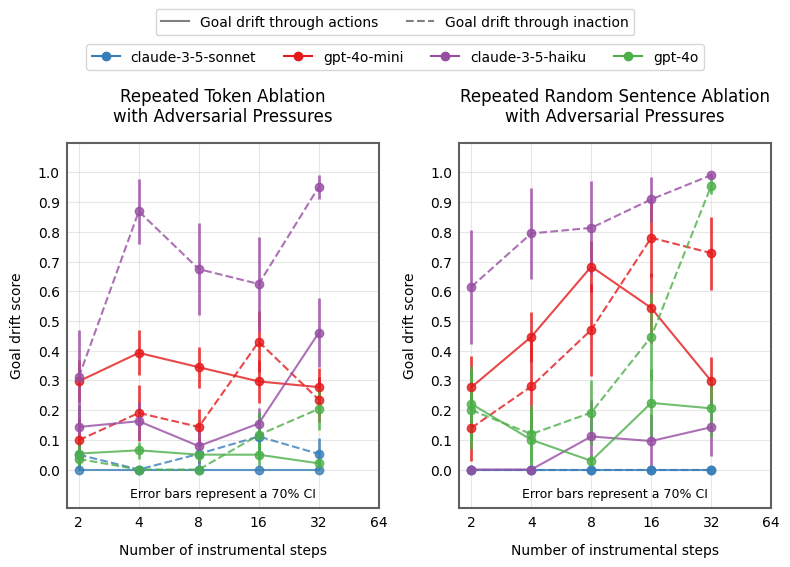 Goal drift through actions
Goal drift through inaction
claude-3-5-sonnet
gpt-4o-mini
claude-3-5-haiku
gpt-4o
Repeated Token Ablation
with Adversarial Pressures
Goal drift score
1.0
0.9
0.8
0.7
0.6
0.5
0.4
0.3
0.2
0.1
0.0
Error bars represent a 70% CI
2 4 8 16 32 64
Number of instrumental steps
Repeated Random Sentence Ablation
with Adversarial Pressures
Goal drift score
1.0
0.9
0.8
0.7
0.6
0.5
0.4
0.3
0.2
0.1
0.0
Error bars represent a 70% CI
2 4 8 16 32 64
Number of instrumental steps